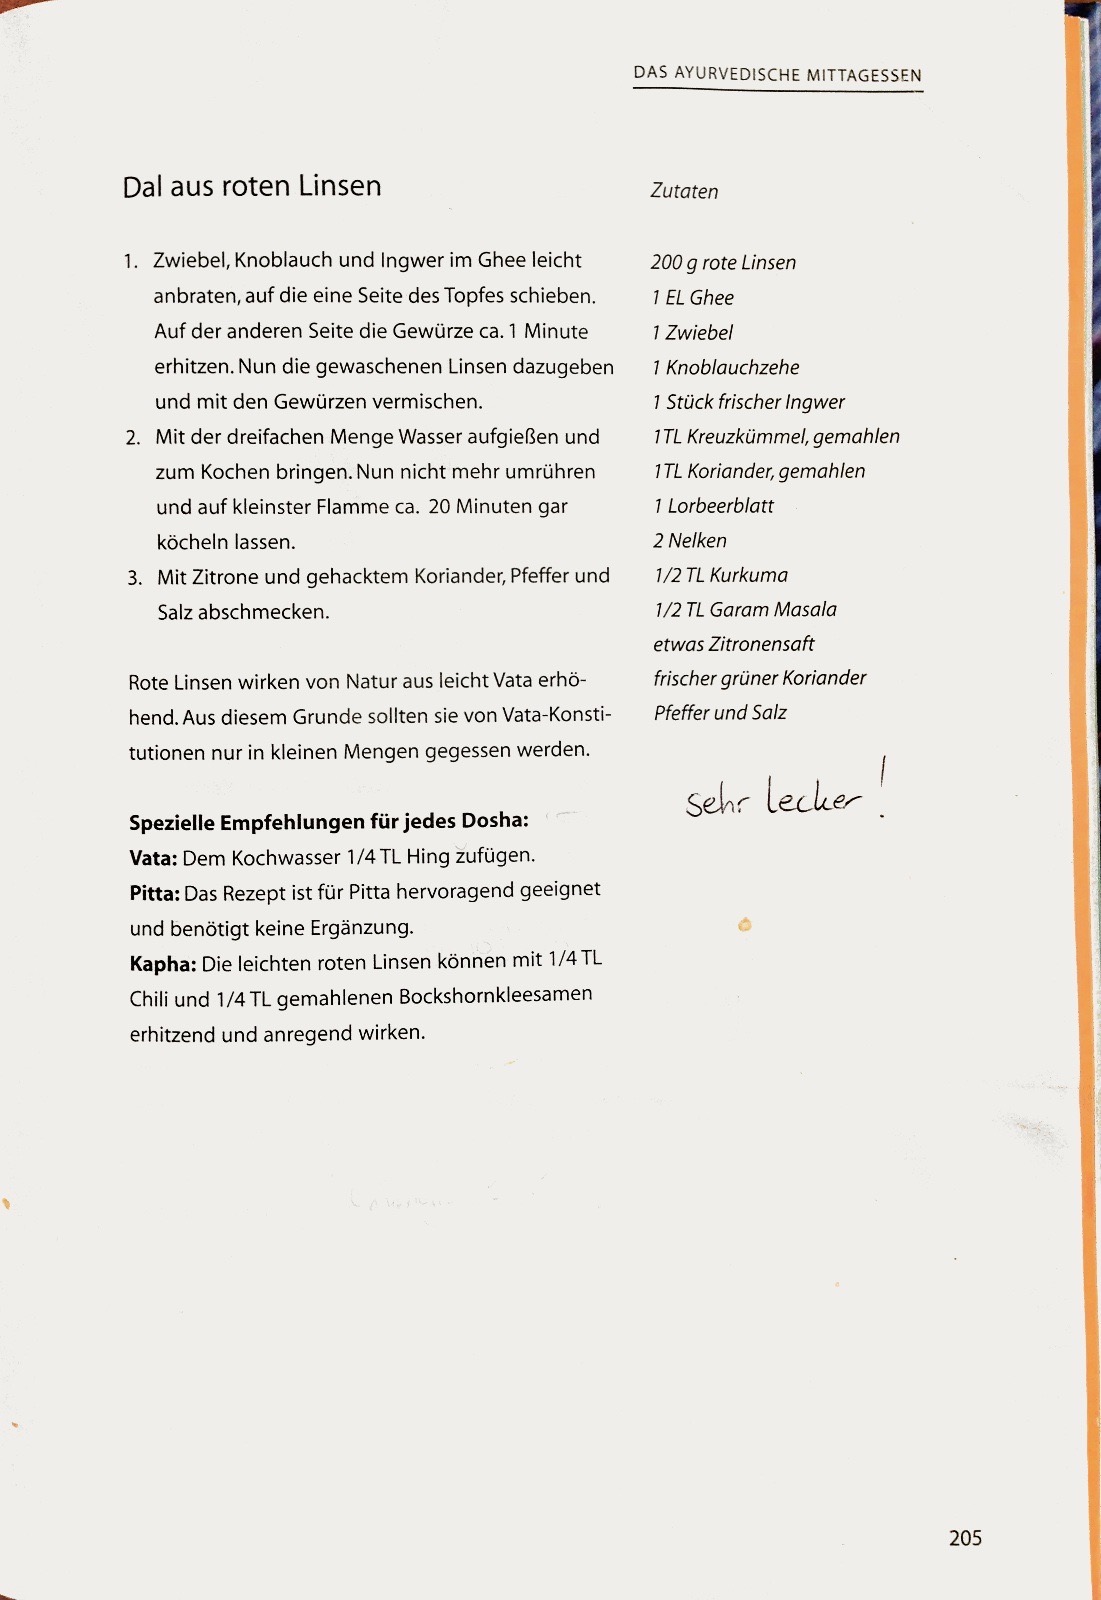 DAS AYURVEDISCHE MITTAGESSEN
Dal aus roten Linsen
1. Zwiebel, Knoblauch und Ingwer im Ghee leicht
anbraten, auf die eine Seite des Topfes schieben.
Auf der anderen Seite die Gewürze ca. 1 Minute
erhitzen. Nun die gewaschenen Linsen dazugeben
und mit den Gewürzen vermischen.
2. Mit der dreifachen Menge Wasser aufgießen und
zum Kochen bringen. Nun nicht mehr umrühren
und auf kleinster Flamme ca. 20 Minuten gar
köcheln lassen.
3. Mit Zitrone und gehacktem Koriander, Pfeffer und
Salz abschmecken.
Rote Linsen wirken von Natur aus leicht Vata erhö-
hend. Aus diesem Grunde sollten sie von Vata-Konsti-
tutionen nur in kleinen Mengen gegessen werden.
Spezielle Empfehlungen für jedes Dosha:
Vata: Dem Kochwasser 1/4 TL Hing zufügen.
Pitta: Das Rezept ist für Pitta hervoragend geeignet
und benötigt keine Ergänzung.
Kapha: Die leichten roten Linsen können mit 1/4 TL
Chili und 1/4 TL gemahlenen Bockshornkleesamen
erhitzend und anregend wirken.
Zutaten
200 g rote Linsen
1 EL Ghee
1 Zwiebel
1 Knoblauchzehe
1 Stück frischer Ingwer
1 TL Kreuzkümmel, gemahlen
1 TL Koriander, gemahlen
1 Lorbeerblatt
2 Nelken
1/2 TL Kurkuma
1/2 TL Garam Masala
etwas Zitronensaft
frischer grüner Koriander
Pfeffer und Salz
sehr lecker!
205